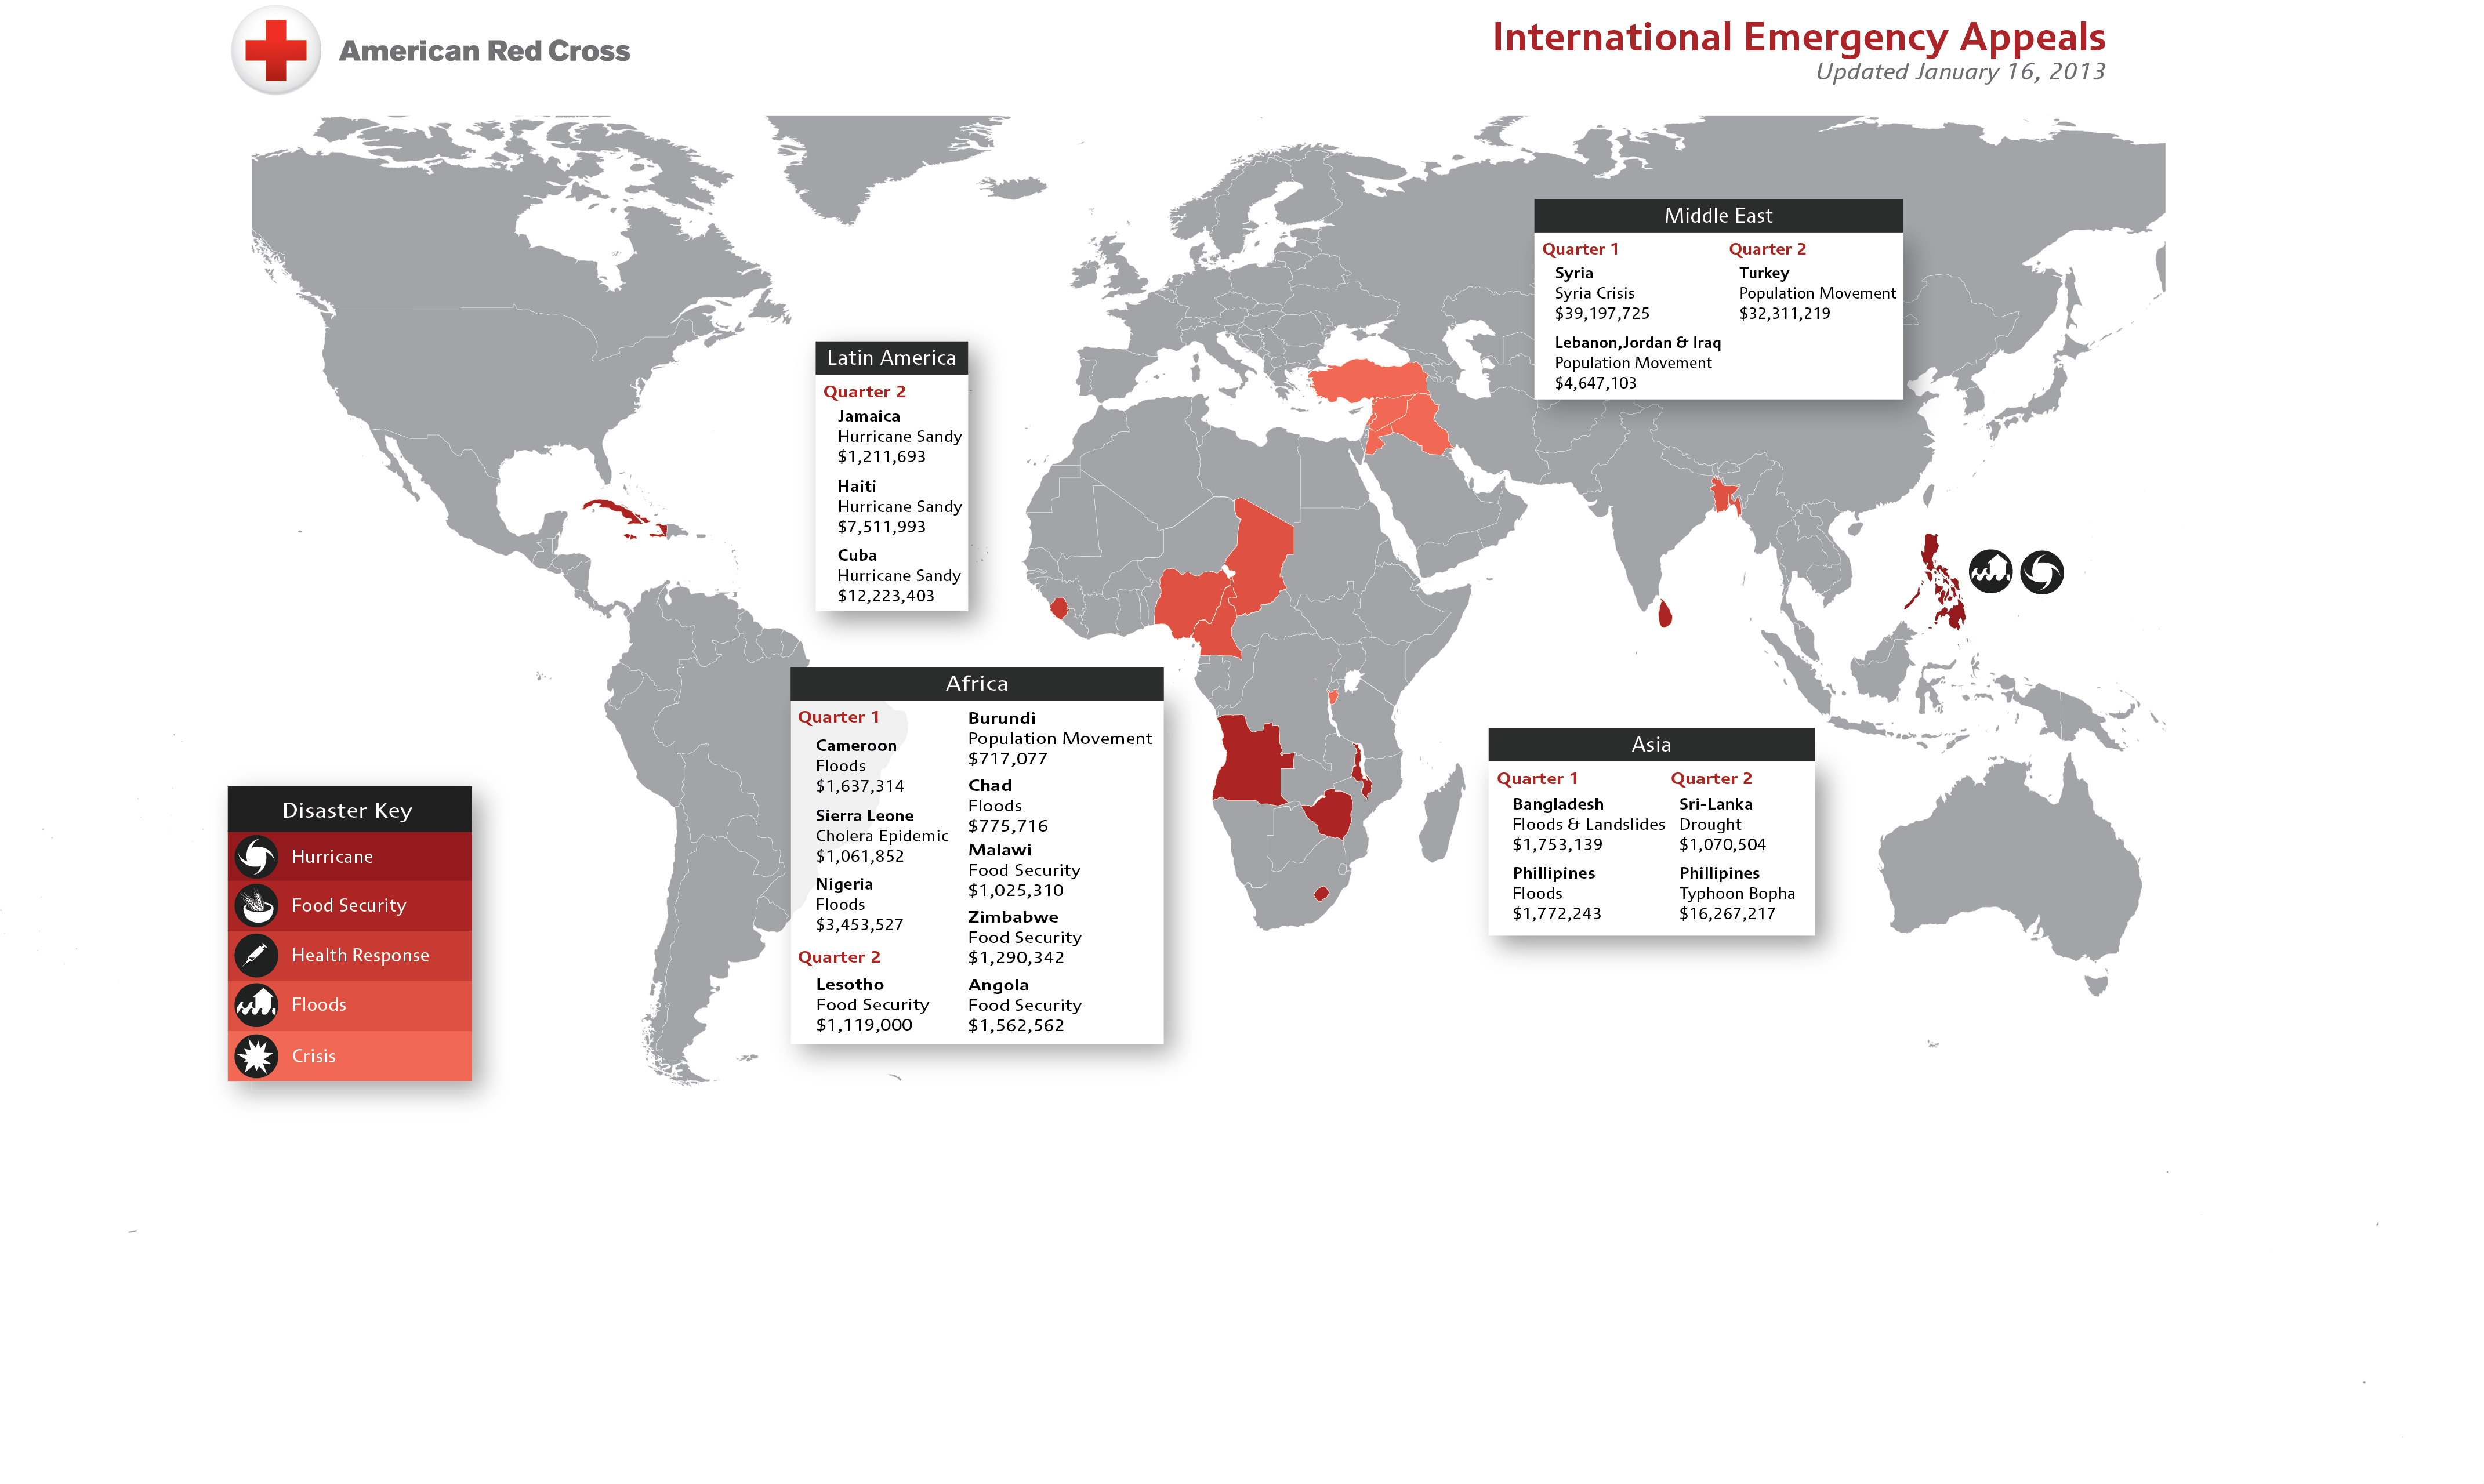 American Red Cross
International Emergency Appeals
Updated January 16, 2013
Middle East
Quarter 1
Syria
Syria Crisis
$39,197,725
Lebanon,Jordan & Iraq
Population Movement
$4,647,103
Quarter 2
Turkey
Population Movement
$32,311,219
Latin America
Quarter 2
Jamaica
Hurricane Sandy
$1,211,693
Haiti
Hurricane Sandy
$7,511,993
Cuba
Hurricane Sandy
$12,223,403
Africa
Quarter 1
Cameroon
Floods
$1,637,314
Sierra Leone
Cholera Epidemic
$1,061,852
Nigeria
Floods
$3,453,527
Quarter 2
Lesotho
Food Security
$1,119,000
Burundi
Population Movement
$717,077
Chad
Floods
$775,716
Malawi
Food Security
$1,025,310
Zimbabwe
Food Security
$1,290,342
Angola
Food Security
$1,562,562
Asia
Quarter 1
Bangladesh
Floods & Landslides
$1,753,139
Phillipines
Floods
$1,772,243
Quarter 2
Sri-Lanka
Drought
$1,070,504
Phillipines
Typhoon Bopha
$16,267,217
Disaster Key
Hurricane
Food Security
Health Response
Floods
Crisis